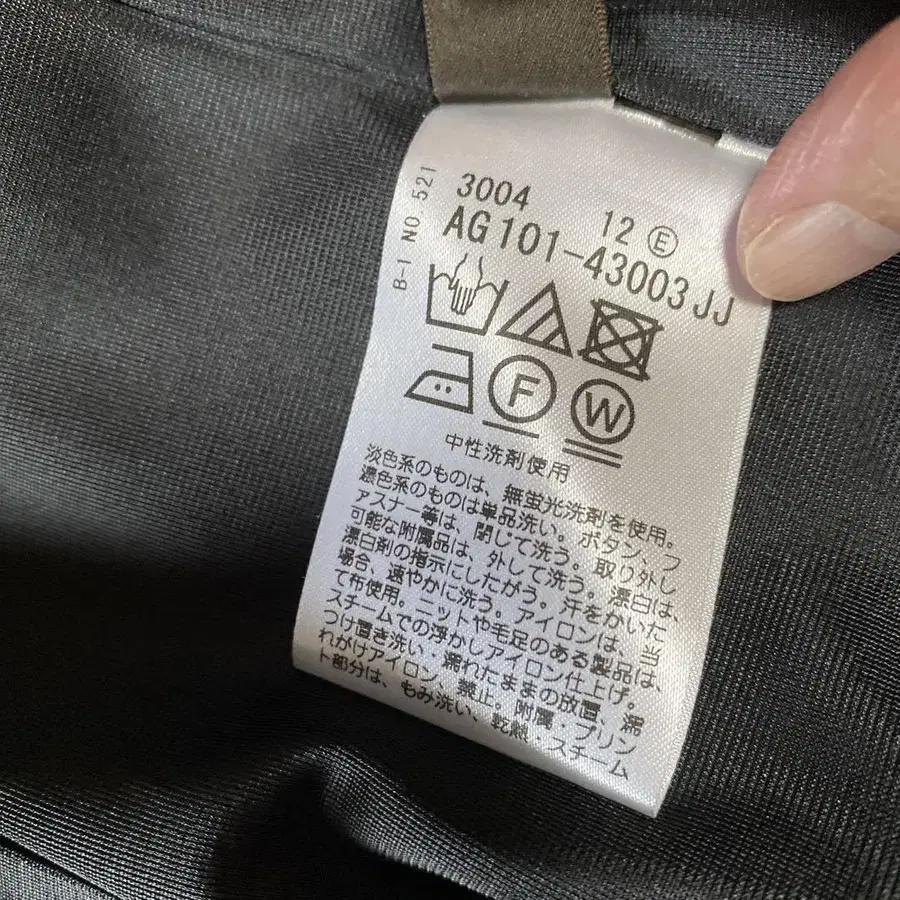 B-1 NO.521
3004
12 Ⓔ
AG101-43003JJ
F
W
中性洗剤使用
淡色系のものは、無蛍光洗剤を使用。
濃色系のものは単品洗い。ボタン、フ
ァスナー等は、閉じて洗う。取り外し
可能な附属品は、外して洗う。漂白は、
漂白剤の指示にしたがう。汗をかいた
場合、速やかに洗う。アイロンは、当
て布使用。ニットや毛足のある製品は、
スチームでの浮かしアイロン仕上げ。
つけ置き洗い・濡れたままの放置、濡
れがけアイロン、禁止。附属・プリン
ト部分は、もみ洗い、乾熱・スチーム